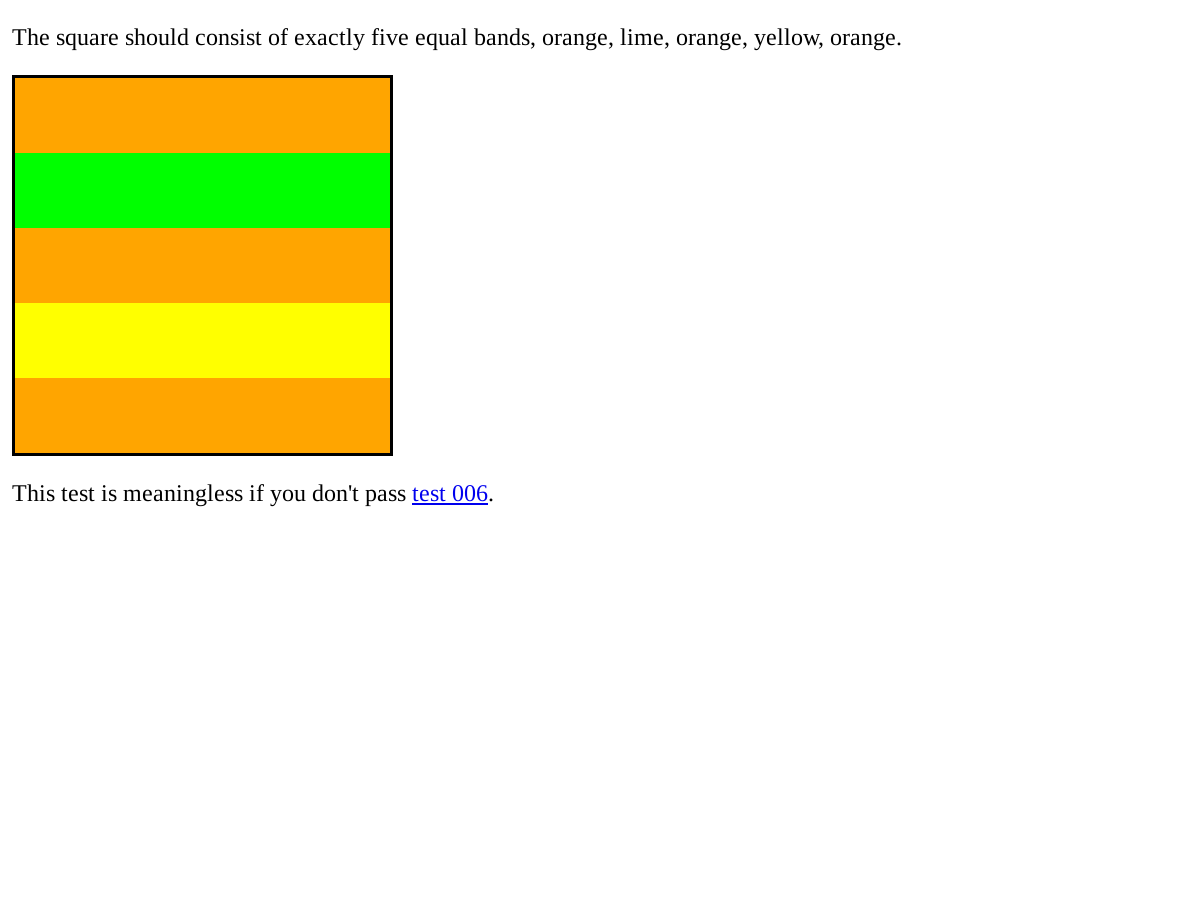 The square should consist of exactly five equal bands, orange, lime, orange, yellow, orange.
This test is meaningless if you don't pass test 006.